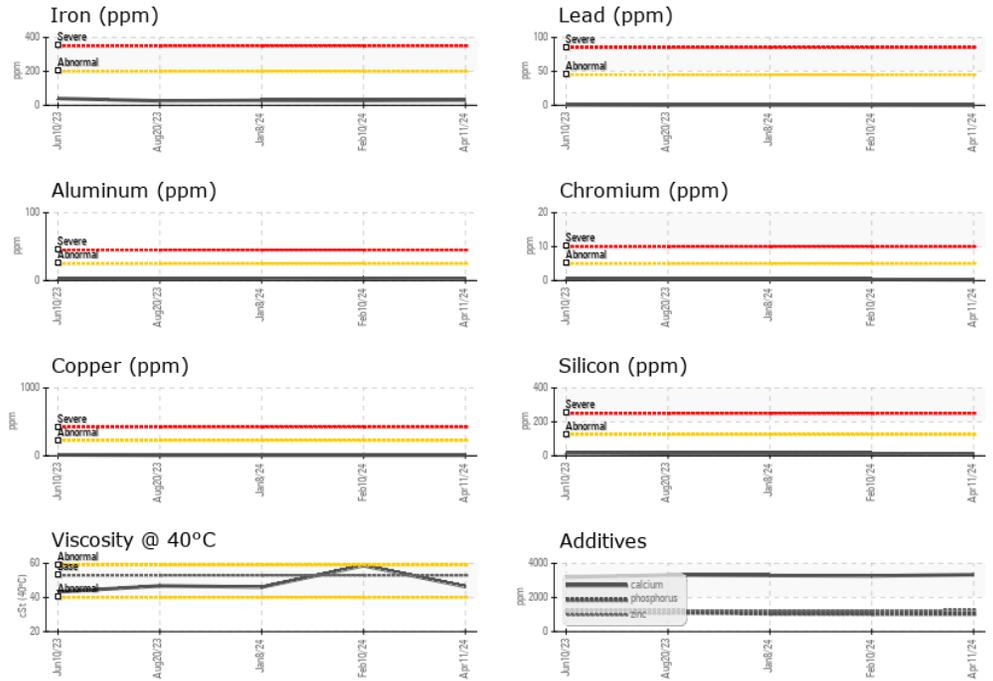 Iron (ppm)
400
Severe
Abnormal
200
ppm
0
Jun10/23
Aug20/23
Jan8/24
Feb10/24
Apr11/24
Lead (ppm)
100
Severe
Abnormal
50
ppm
0
Jun10/23
Aug20/23
Jan8/24
Feb10/24
Apr11/24
Aluminum (ppm)
100
Severe
ppm
50
Abnormal
0
Jun10/23
Aug20/23
Jan8/24
Feb10/24
Apr11/24
Chromium (ppm)
20
Severe
10
ppm
Abnormal
0
Jun10/23
Aug20/23
Jan8/24
Feb10/24
Apr11/24
Copper (ppm)
1000
ppm
Severe
500
Abnormal
0
Jun10/23
Aug20/23
Jan8/24
Feb10/24
Apr11/24
Silicon (ppm)
400
Severe
ppm
200
Abnormal
0
Jun10/23
Aug20/23
Jan8/24
Feb10/24
Apr11/24
Viscosity @ 40°C
60
Abnormal
Base
Abnormal
40
cSt (40°C)
20
Jun10/23
Aug20/23
Jan8/24
Feb10/24
Apr11/24
Additives
4000
calcium
2000
phosphorus
ppm
zinc
0
Jun10/23
Aug20/23
Jan8/24
Feb10/24
Apr11/24